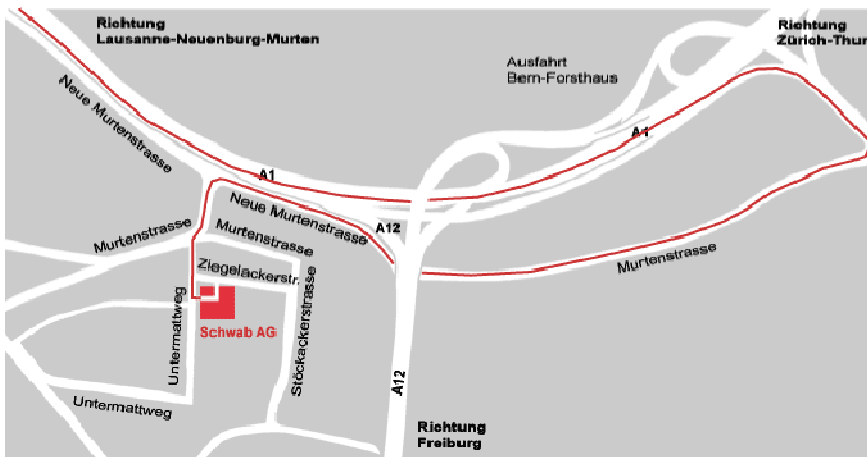 Richtung
Lausanne-Neuenburg-Murten
Richtung
Zürich-Thur
Ausfahrt
Bern-Forsthaus
Neue Murtenstrasse
A1
A1
Neue Murtenstrasse
A12
Murtenstrasse
Murtenstrasse
Murtenstrasse
Ziegelackerstr.
Schwab AG
Untermattweg
Stöckackerstrasse
A12
Untermattweg
Richtung
Freiburg